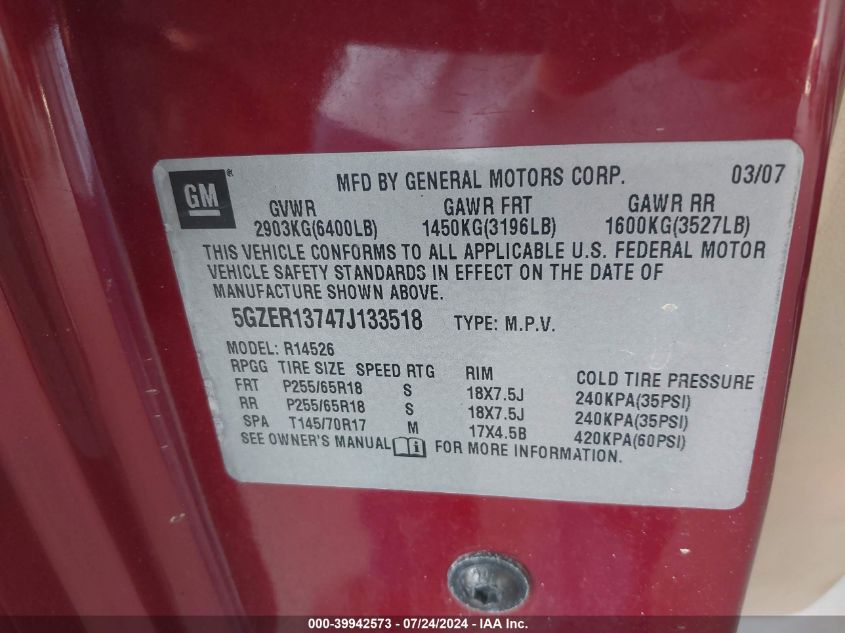 GM® MFD BY GENERAL MOTORS CORP. 03/07
GVWR GAWR FRT GAWR RR
2903KG(6400LB) 1450KG(3196LB) 1600KG(3527LB)
THIS VEHICLE CONFORMS TO ALL APPLICABLE U.S. FEDERAL MOTOR
VEHICLE SAFETY STANDARDS IN EFFECT ON THE DATE OF
MANUFACTURE SHOWN ABOVE.
5GZER13747J133518 TYPE: M.P.V.
MODEL: R14526
RPGG TIRE SIZE SPEED RTG RIM COLD TIRE PRESSURE
FRT P255/65R18 S 18X7.5J 240KPA(35PSI)
RR P255/65R18 S 18X7.5J 240KPA(35PSI)
SPA T145/70R17 M 17X4.5B 420KPA(60PSI)
SEE OWNER'S MANUAL FOR MORE INFORMATION.
000-39942573 - 07/24/2024 - IAA Inc.